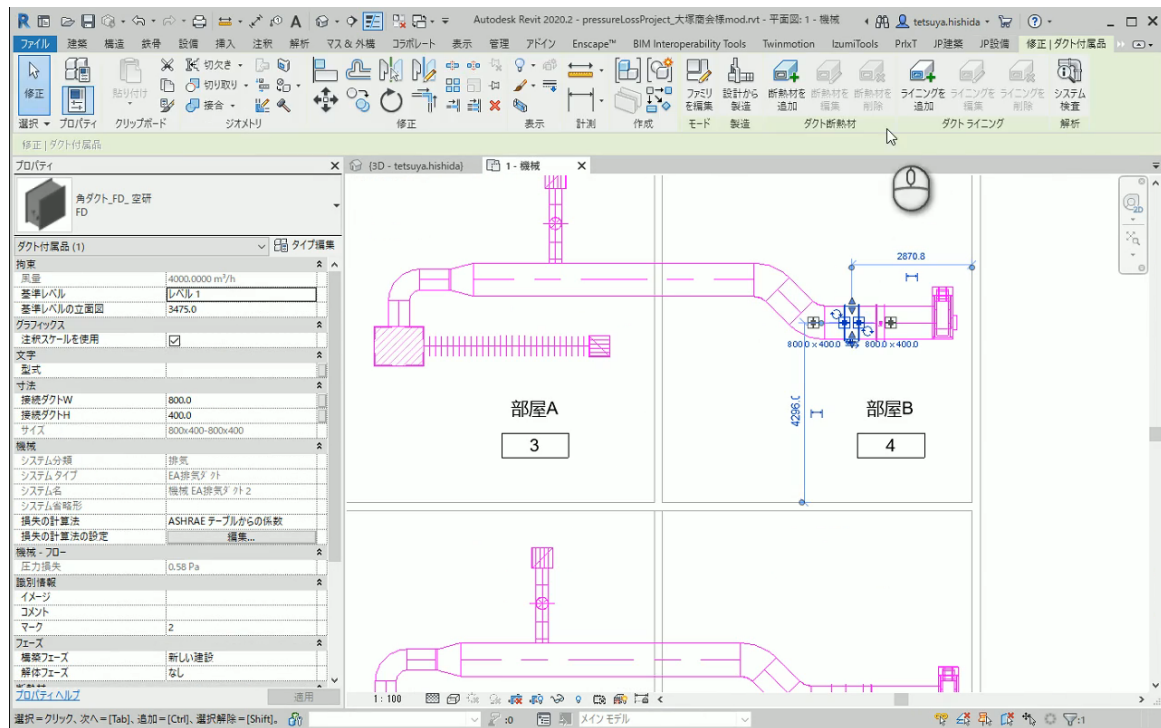 Autodesk Revit 2020.2 - pressureLossProject_大塚商会様mod.rvt - 平面図: 1 - 機械
tetsuya.hishida
ファイル 建築 構造 鉄骨 設備 挿入 注釈 解析 マス & 外構 コラボレート 表示 管理 アドイン Enscape™ BIM Interoperability Tools Twinmotion IzumiTools PrixT JP建築 JP設備 修正 | ダクト付属品
修正 貼り付け 切欠き 切り取り 接合 ファミリを編集 設計から製造 断熱材を追加 断熱材を編集 断熱材を削除 ライニングを追加 ライニングを編集 ライニングを削除 システム検査
選択 プロパティ クリップボード ジオメトリ 修正 表示 計測 作成 モード 製造 ダクト断熱材 ダクト ライニング 解析
修正 | ダクト付属品
プロパティ
{3D - tetsuya.hishida} 1 - 機械
角ダクト_FD_空研
FD
ダクト付属品 (1) タイプ編集
拘束
風量 4000.0000 m³/h
基準レベル レベル 1
基準レベルの立面図 3475.0
グラフィックス
注釈スケールを使用
文字
型式
寸法
接続ダクトW 800.0
接続ダクトH 400.0
サイズ 800x400-800x400
機械
システム分類 排気
システム タイプ EA排気ダクト
システム名 機械 EA排気ダクト 2
システム省略形
損失の計算法 ASHRAE テーブルからの係数
損失の計算法の設定 編集...
機械 - フロー
圧力損失 0.58 Pa
識別情報
イメージ
コメント
マーク 2
フェーズ
構築フェーズ 新しい建設
解体フェーズ なし
プロパティ ヘルプ 適用
2870.8
800.0 x 400.0 800.0 x 400.0
4296.0
部屋A
3
部屋B
4
2D
1 : 100
選択 = クリック、次へ = [Tab]、追加 = [Ctrl]、選択解除 = [Shift]。 :0 メイン モデル :1